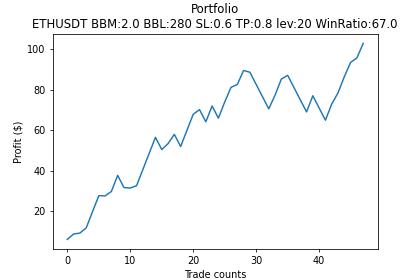 Portfolio
ETHUSDT BBM:2.0 BBL:280 SL:0.6 TP:0.8 lev:20 WinRatio:67.0
Profit ($)
100
80
60
40
20
0
10
20
30
40
Trade counts